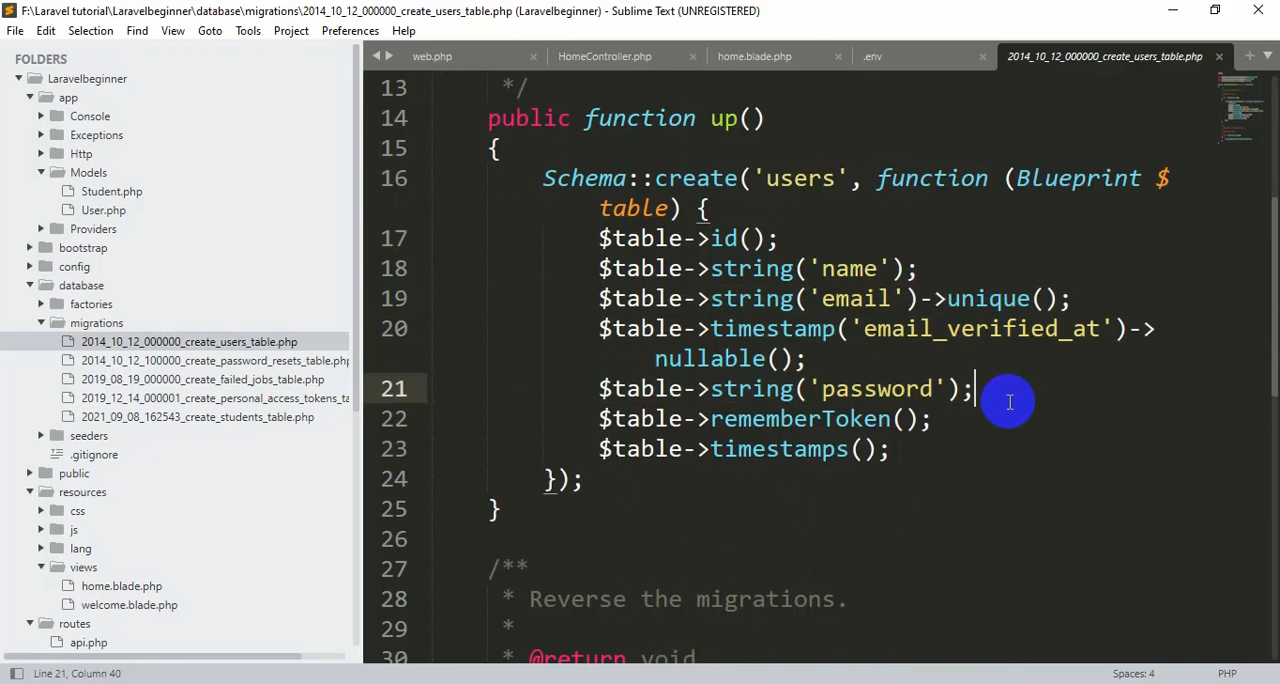 F:\Laravel tutorial\Laravelbeginner\database\migrations\2014_10_12_000000_create_users_table.php (Laravelbeginner) - Sublime Text (UNREGISTERED)
File Edit Selection Find View Goto Tools Project Preferences Help
FOLDERS
Laravelbeginner
app
Console
Exceptions
Http
Models
Student.php
User.php
Providers
bootstrap
config
database
factories
migrations
2014_10_12_000000_create_users_table.php
2014_10_12_100000_create_password_resets_table.php
2019_08_19_000000_create_failed_jobs_table.php
2019_12_14_000001_create_personal_access_tokens_ta
2021_09_08_162543_create_students_table.php
seeders
.gitignore
public
resources
css
js
lang
views
home.blade.php
welcome.blade.php
routes
api.php
web.php HomeController.php home.blade.php .env 2014_10_12_000000_create_users_table.php
13 */
14 public function up()
15 {
16 Schema::create('users', function (Blueprint $
table) {
17 $table->id();
18 $table->string('name');
19 $table->string('email')->unique();
20 $table->timestamp('email_verified_at')->
nullable();
21 $table->string('password');
22 $table->rememberToken();
23 $table->timestamps();
24 });
25 }
26
27 /**
28 * Reverse the migrations.
29 *
30 * @return void
Line 21, Column 40 Spaces: 4 PHP